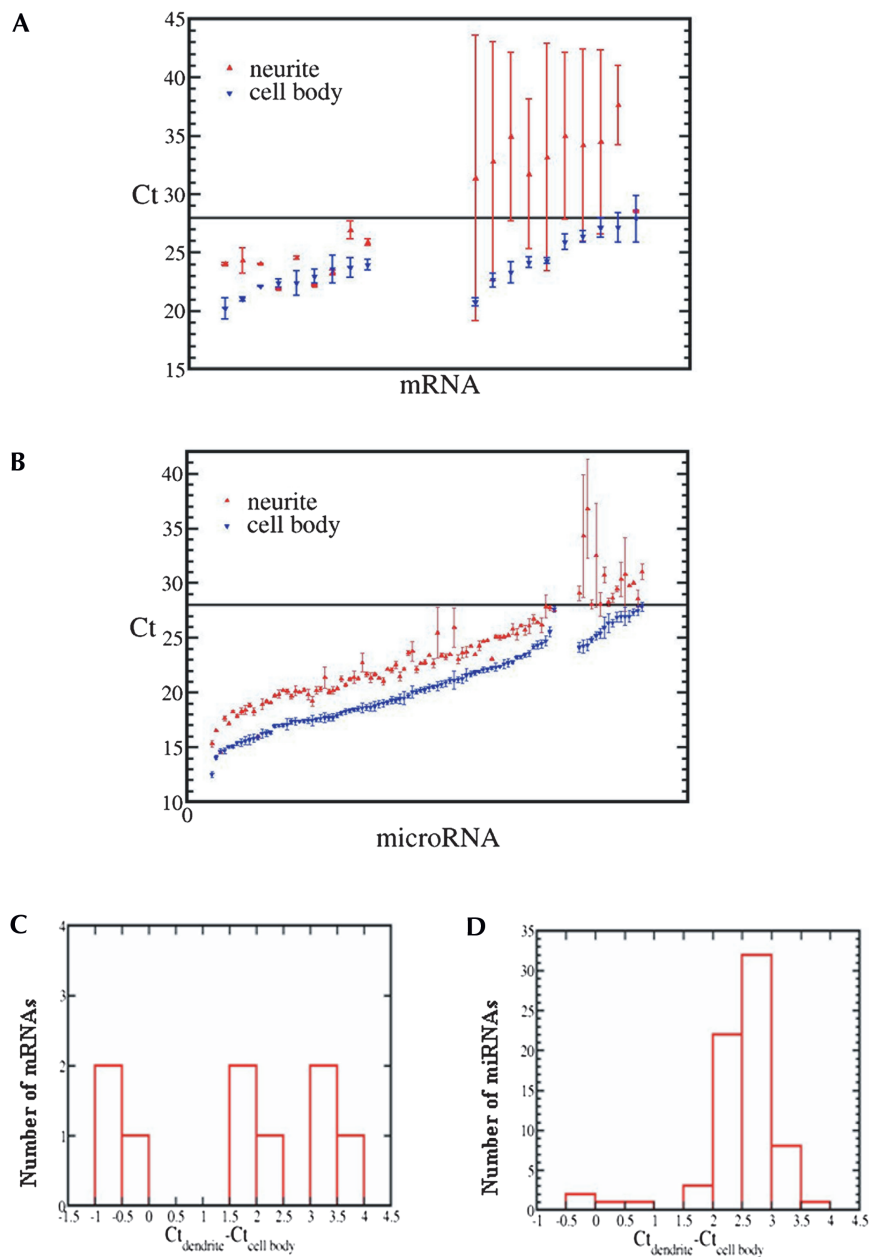 A
45
40
35
30
25
20
15
Ct
neurite
cell body
mRNA
B
40
35
30
25
20
15
10
0
Ct
neurite
cell body
microRNA
C
4
3
2
1
0
Number of mRNAs
-1.5 -1 -0.5 0 0.5 1 1.5 2 2.5 3 3.5 4 4.5
Ctdendrite-Ctcell body
D
35
30
25
20
15
10
5
0
Number of miRNAs
-1 -0.5 0 0.5 1 1.5 2 2.5 3 3.5 4 4.5
Ctdendrite-Ctcell body